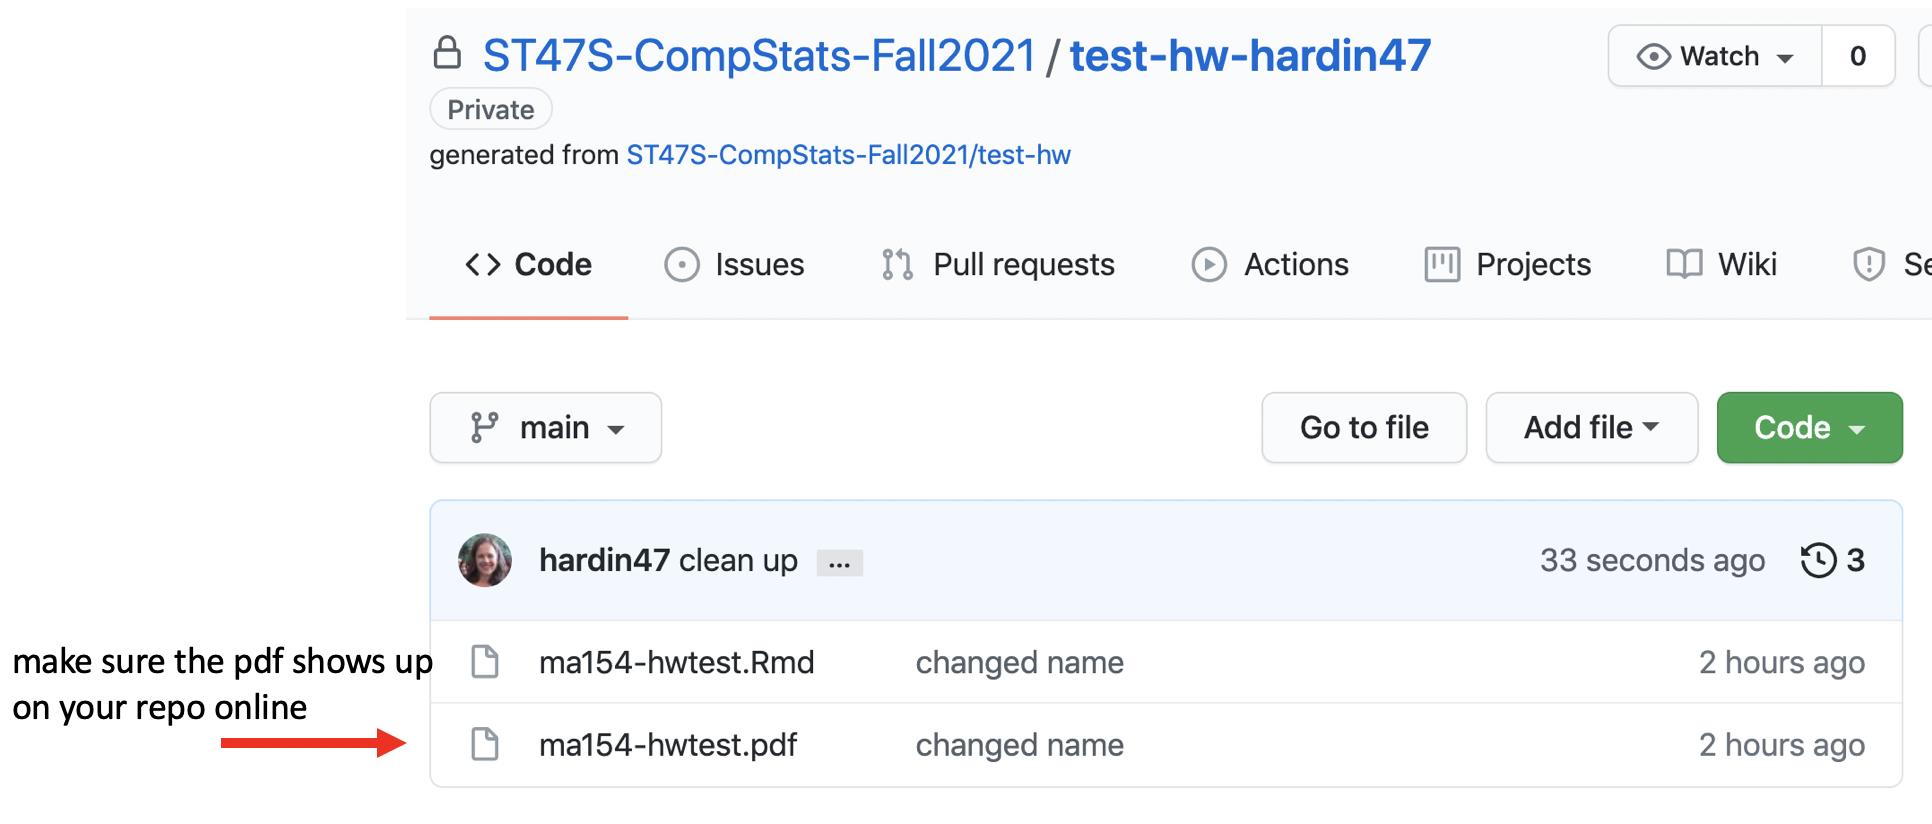 ST47S-CompStats-Fall2021 / test-hw-hardin47
Watch 0
Private
generated from ST47S-CompStats-Fall2021/test-hw
Code Issues Pull requests Actions Projects Wiki
main Go to file Add file Code
hardin47 clean up ... 33 seconds ago 3
ma154-hwtest.Rmd changed name 2 hours ago
ma154-hwtest.pdf changed name 2 hours ago
make sure the pdf shows up
on your repo online